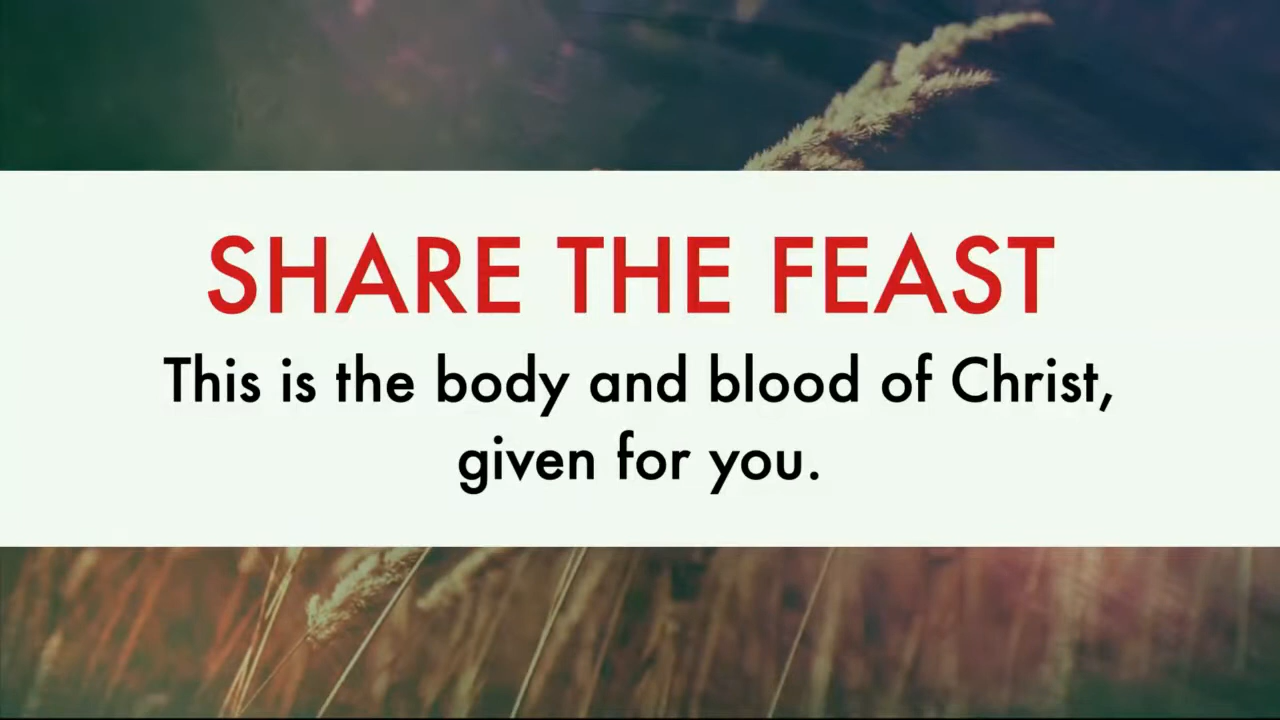 SHARE THE FEAST
This is the body and blood of Christ,
given for you.